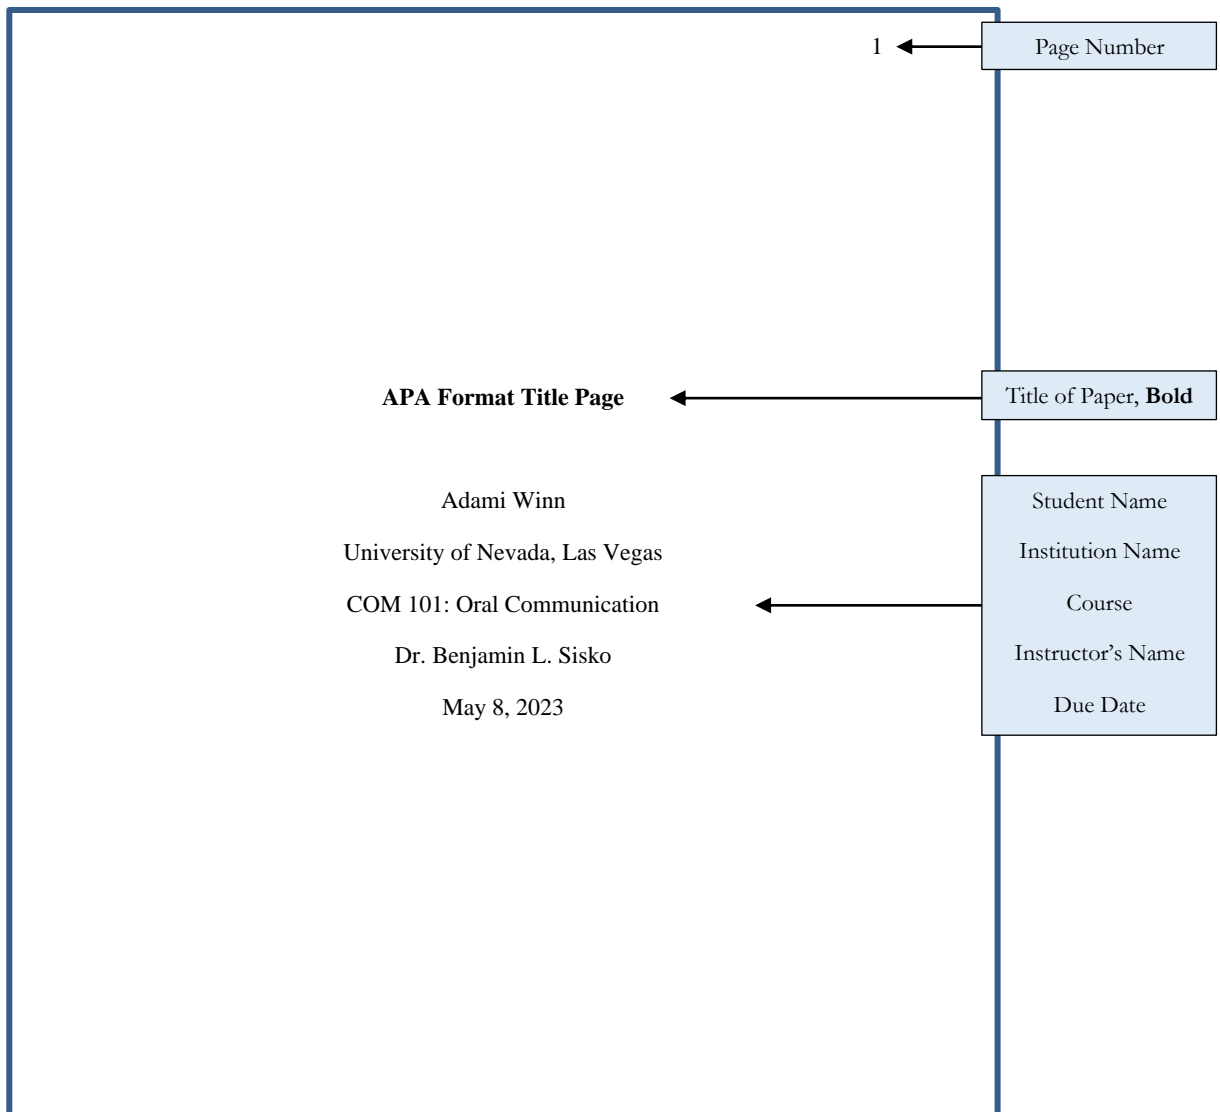 1
Page Number
APA Format Title Page
Title of Paper, Bold
Adami Winn
Student Name
University of Nevada, Las Vegas
Institution Name
COM 101: Oral Communication
Course
Dr. Benjamin L. Sisko
Instructor’s Name
May 8, 2023
Due Date